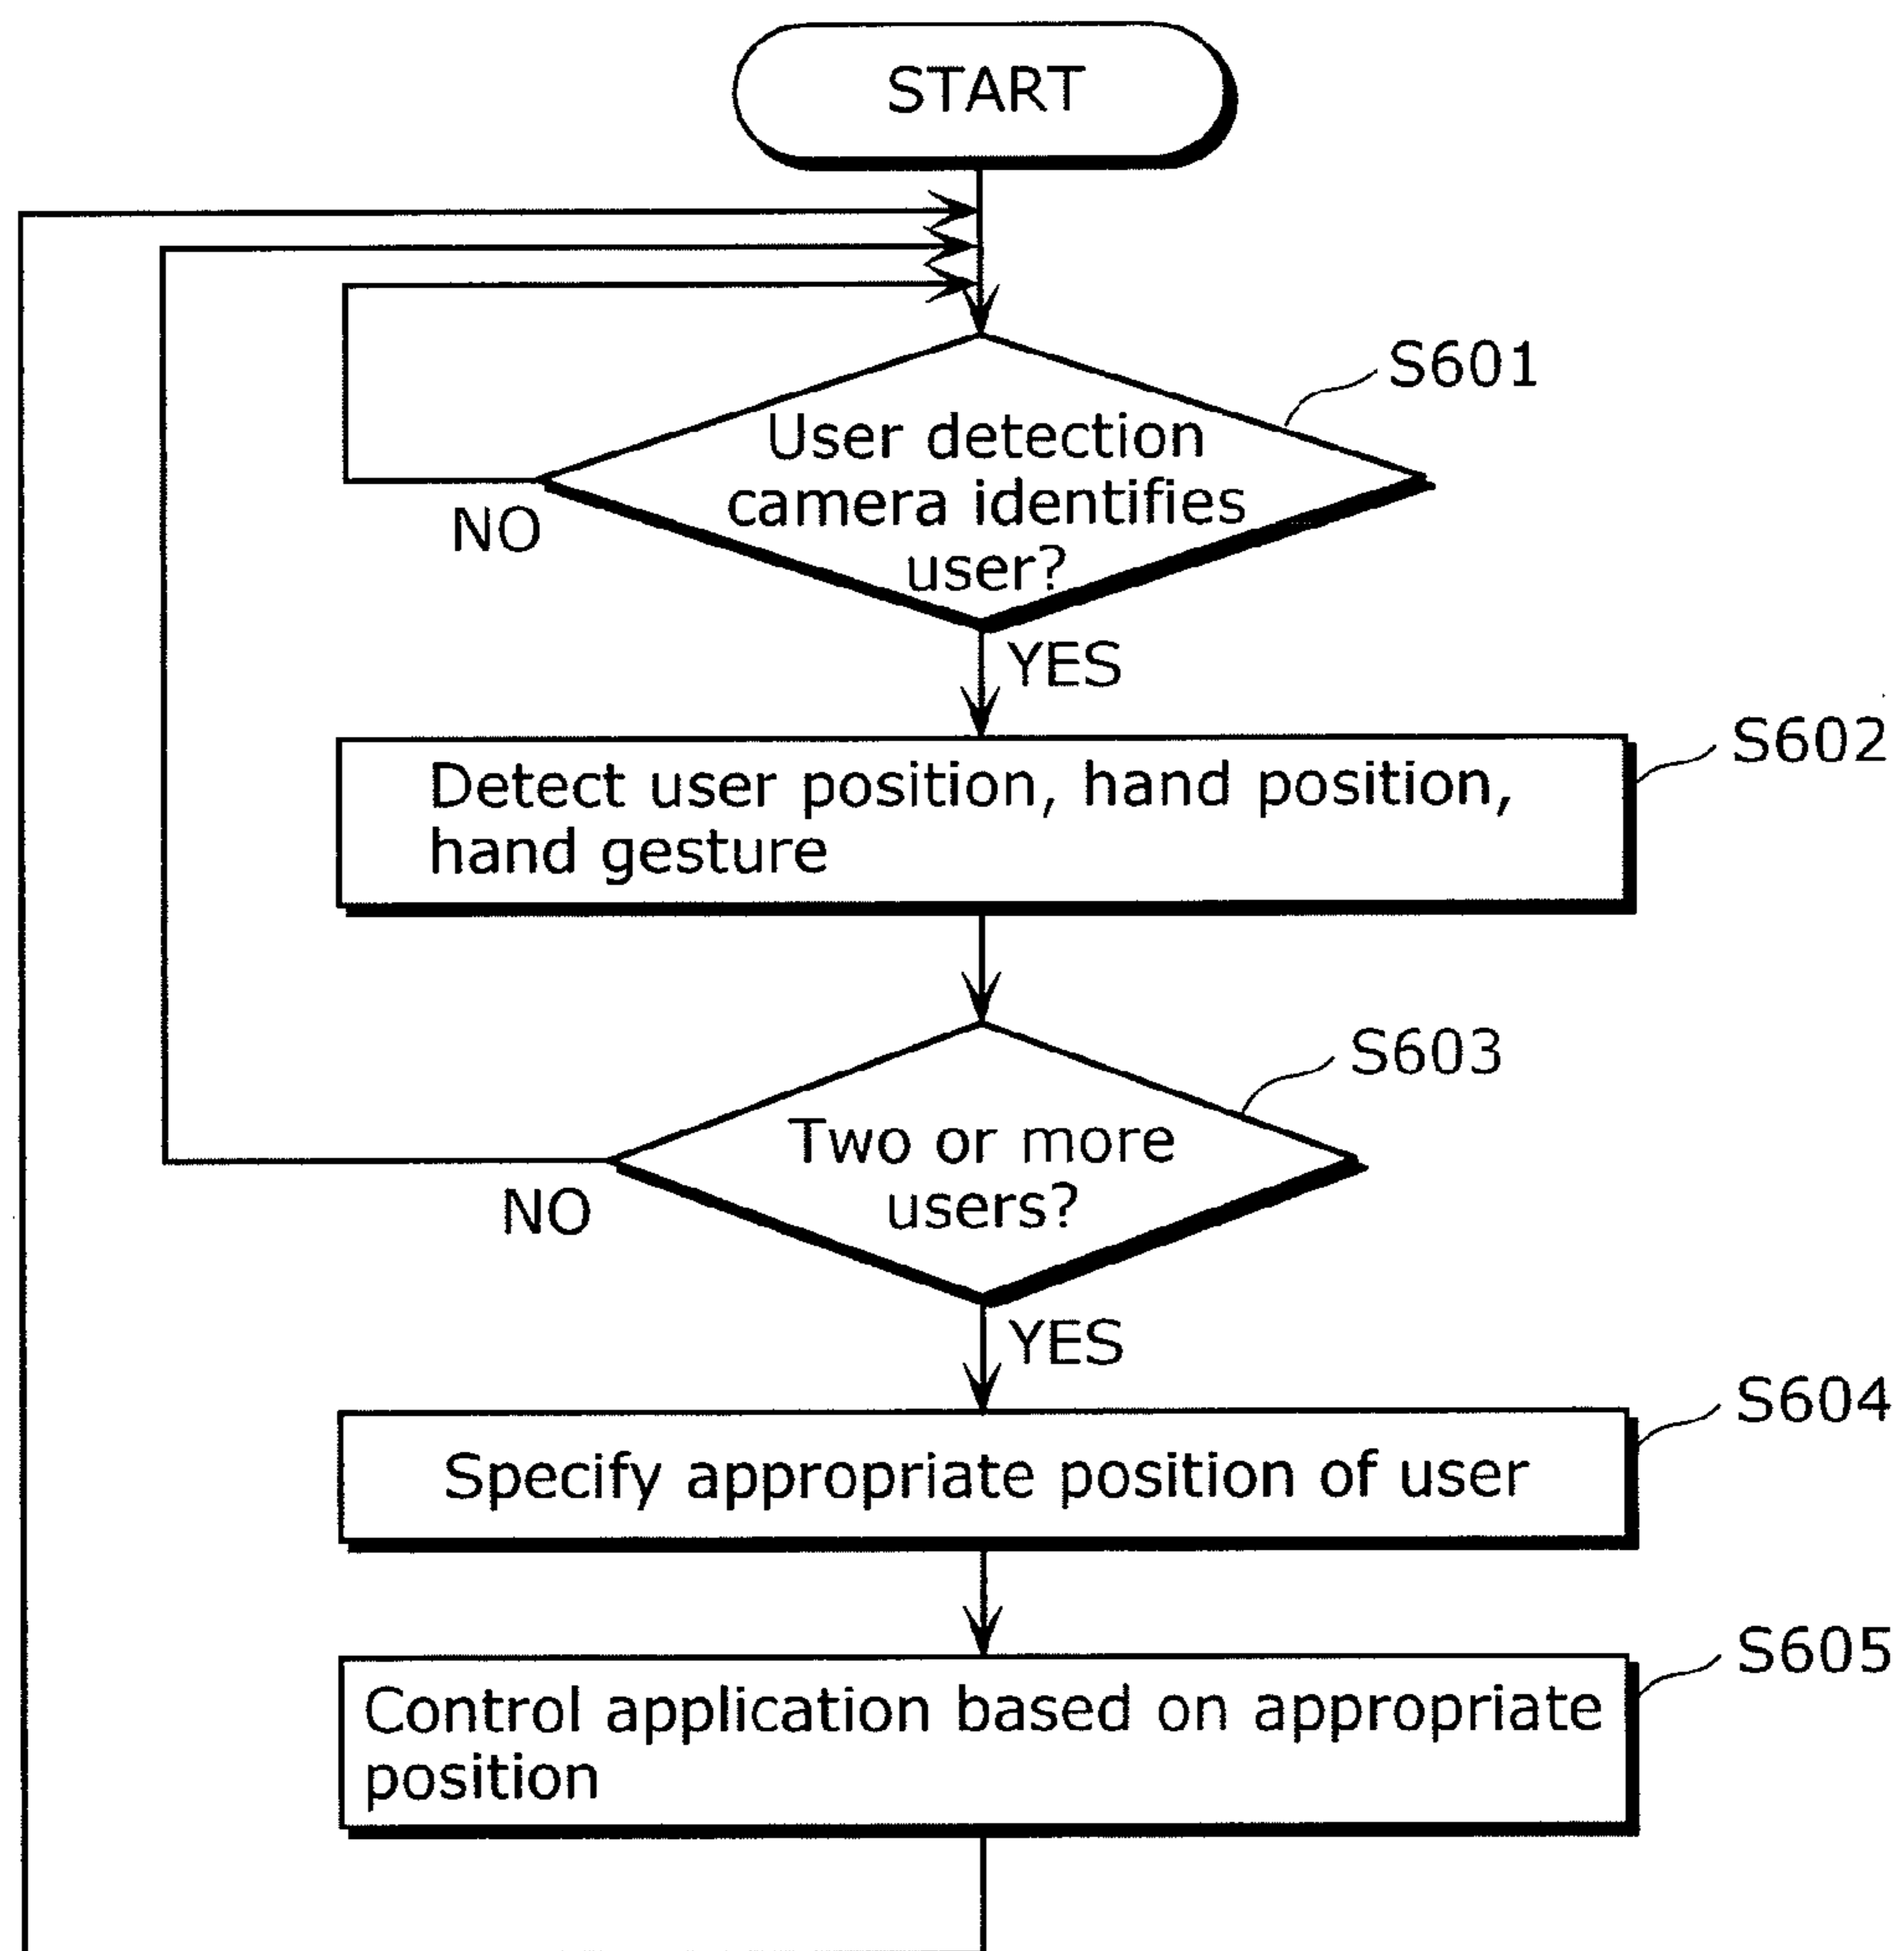 START
S601
User detection
camera identifies
user?
NO
YES
S602
Detect user position, hand position,
hand gesture
S603
Two or more
users?
NO
YES
S604
Specify appropriate position of user
S605
Control application based on appropriate
position